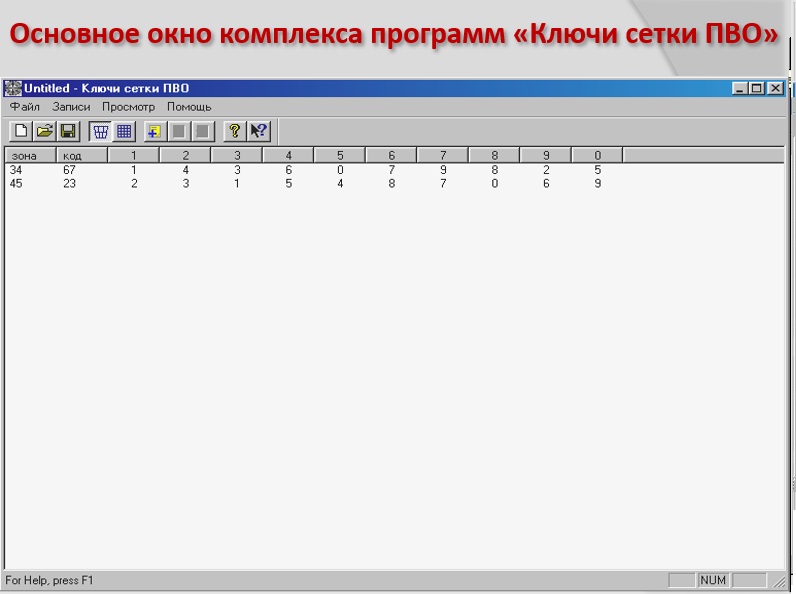 Основное окно комплекса программ «Ключи сетки ПВО»
Untitled - Ключи сетки ПВО
Файл Записи Просмотр Помощь
зона код 1 2 3 4 5 6 7 8 9 0
34 67 1 4 3 6 0 7 9 8 2 5
45 23 2 3 1 5 4 8 7 0 6 9
For Help, press F1 NUM